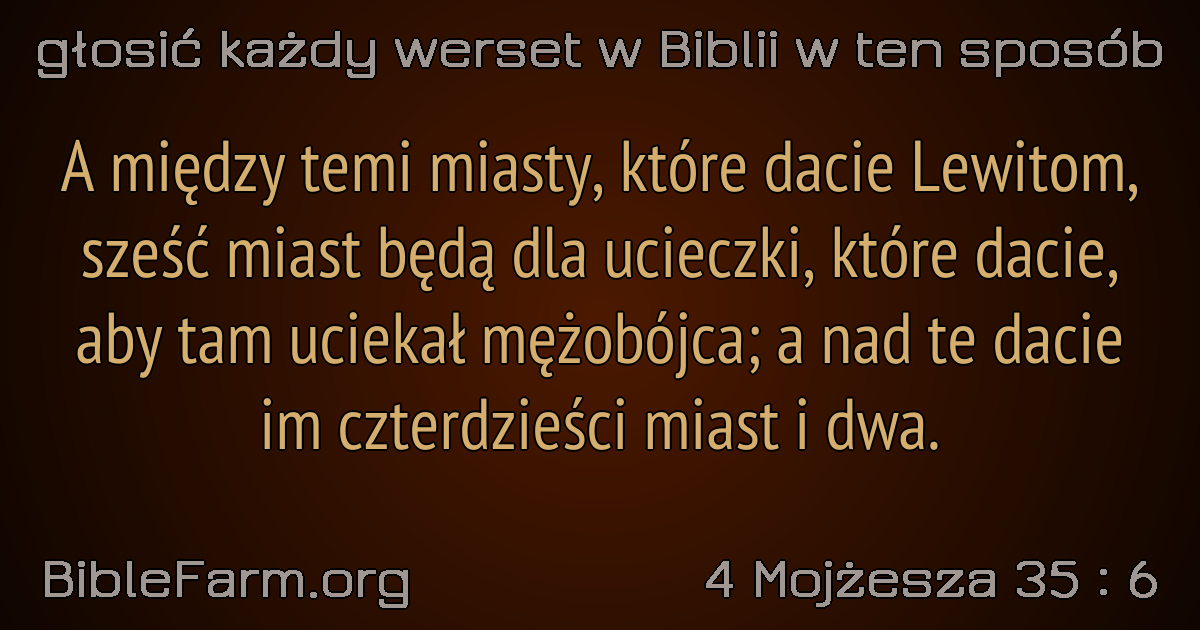 głosić każdy werset w Biblii w ten sposób
A między temi miasty, które dacie Lewitom,
sześć miast będą dla ucieczki, które dacie,
aby tam uciekał mężobójca; a nad te dacie
im czterdzieści miast i dwa.
BibleFarm.org
4 Mojżesza 35 : 6